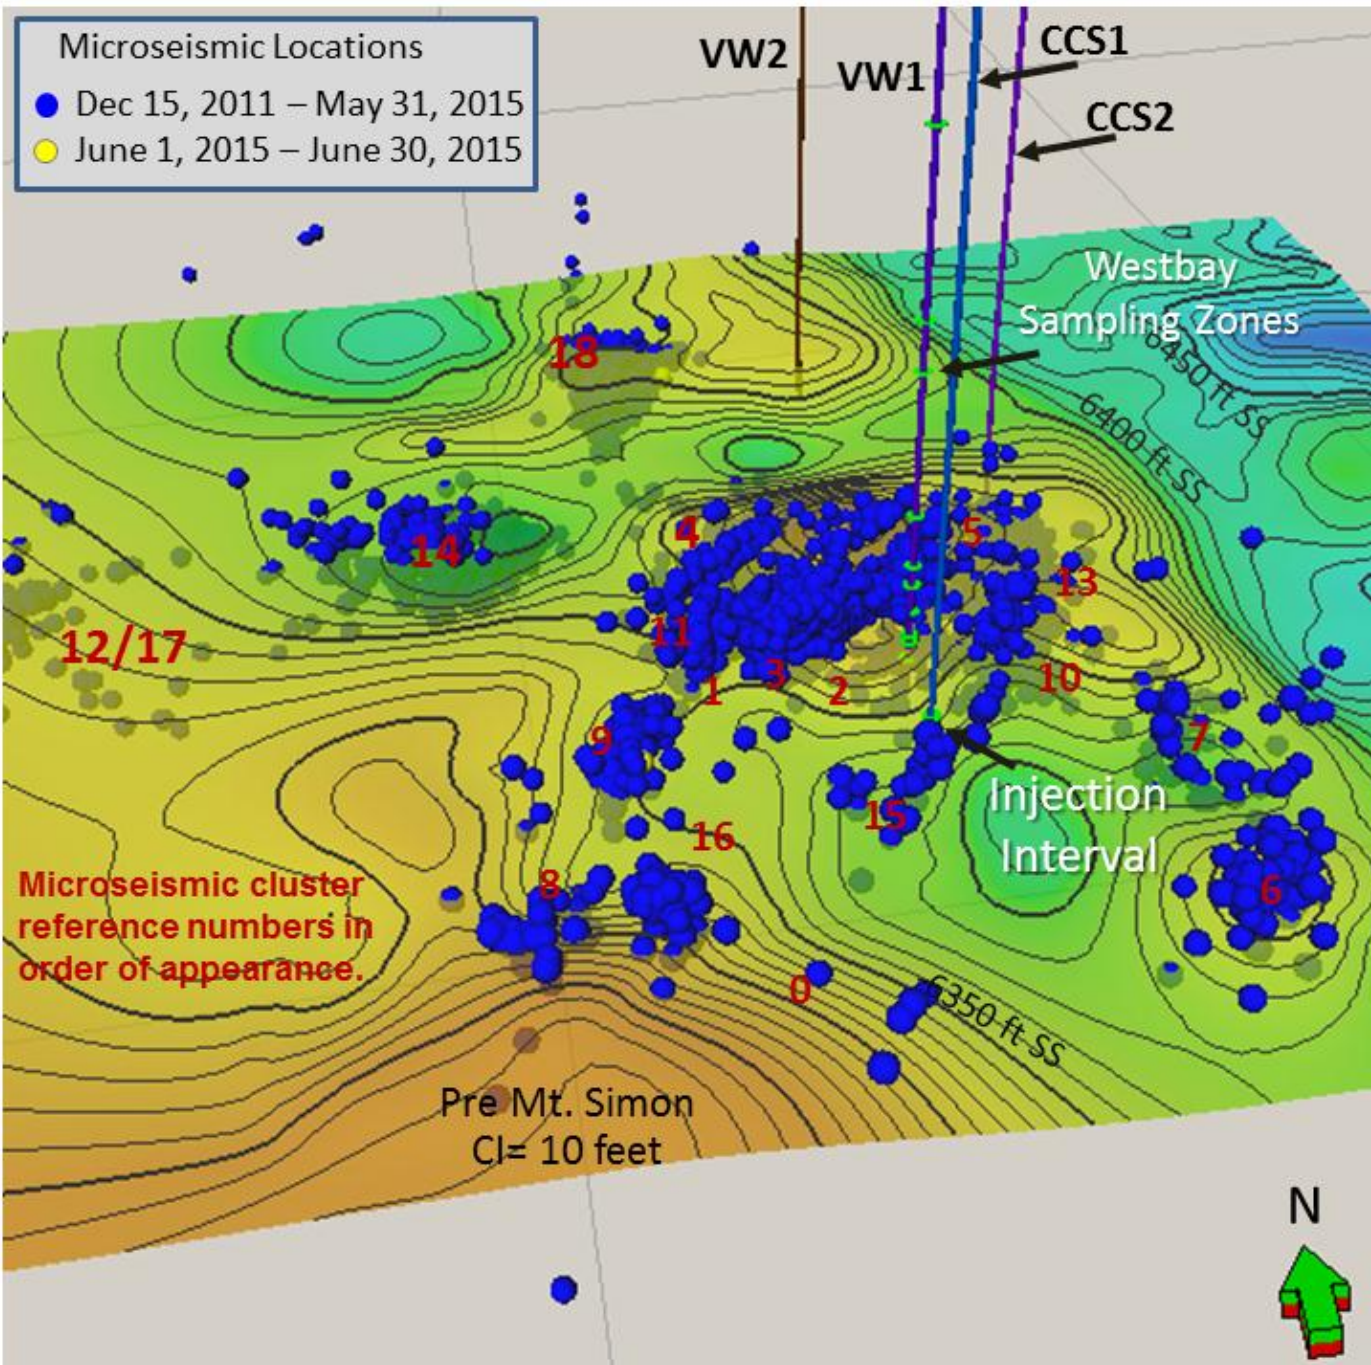 Microseismic Locations
Dec 15, 2011 – May 31, 2015
June 1, 2015 – June 30, 2015
VW2
VW1
CCS1
CCS2
Westbay
Sampling Zones
6450 ft SS
6400 ft SS
18
14
4
5
13
12/17
11
1
3
2
10
9
7
Injection
Interval
15
16
8
6
Microseismic cluster
reference numbers in
order of appearance.
0
6350 ft SS
Pre Mt. Simon
CI= 10 feet
N